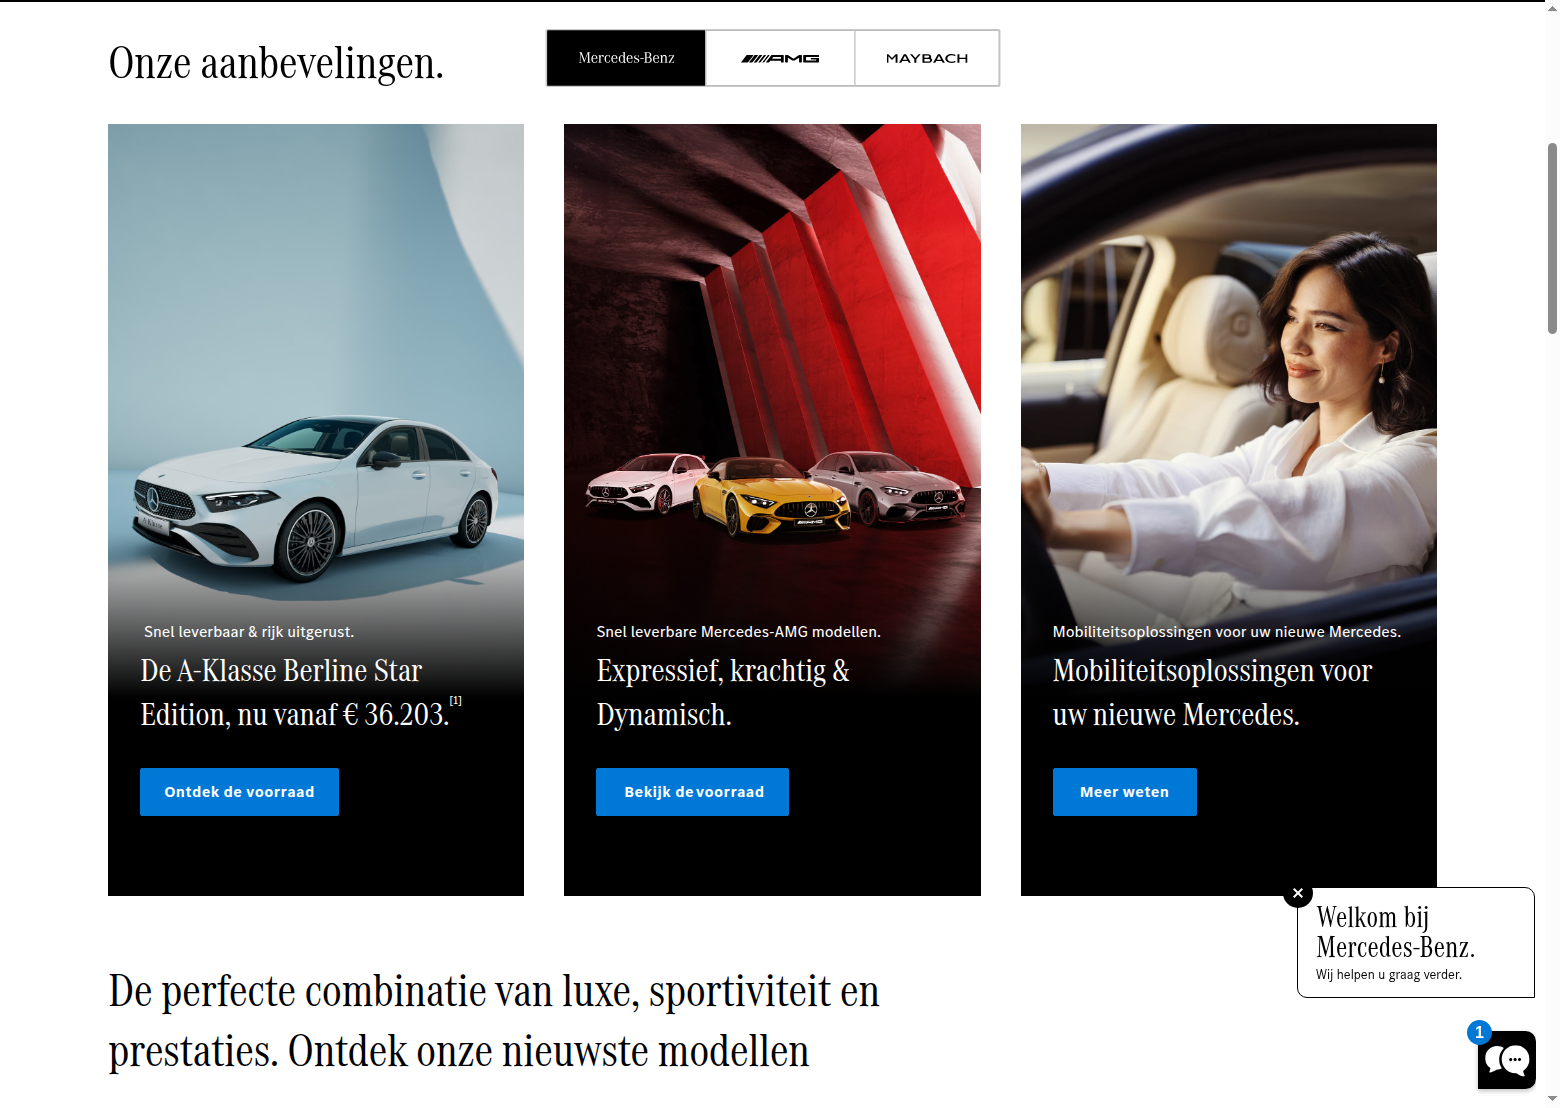 Onze aanbevelingen.
Mercedes-Benz
AMG
MAYBACH
A-Klasse
Snel leverbaar & rijk uitgerust.
De A-Klasse Berline Star
Edition, nu vanaf € 36.203.[1]
Ontdek de voorraad
AMG
Snel leverbare Mercedes-AMG modellen.
Expressief, krachtig &
Dynamisch.
Bekijk de voorraad
Mobiliteitsoplossingen voor uw nieuwe Mercedes.
Mobiliteitsoplossingen voor
uw nieuwe Mercedes.
Meer weten
Welkom bij
Mercedes-Benz.
Wij helpen u graag verder.
1
De perfecte combinatie van luxe, sportiviteit en
prestaties. Ontdek onze nieuwste modellen